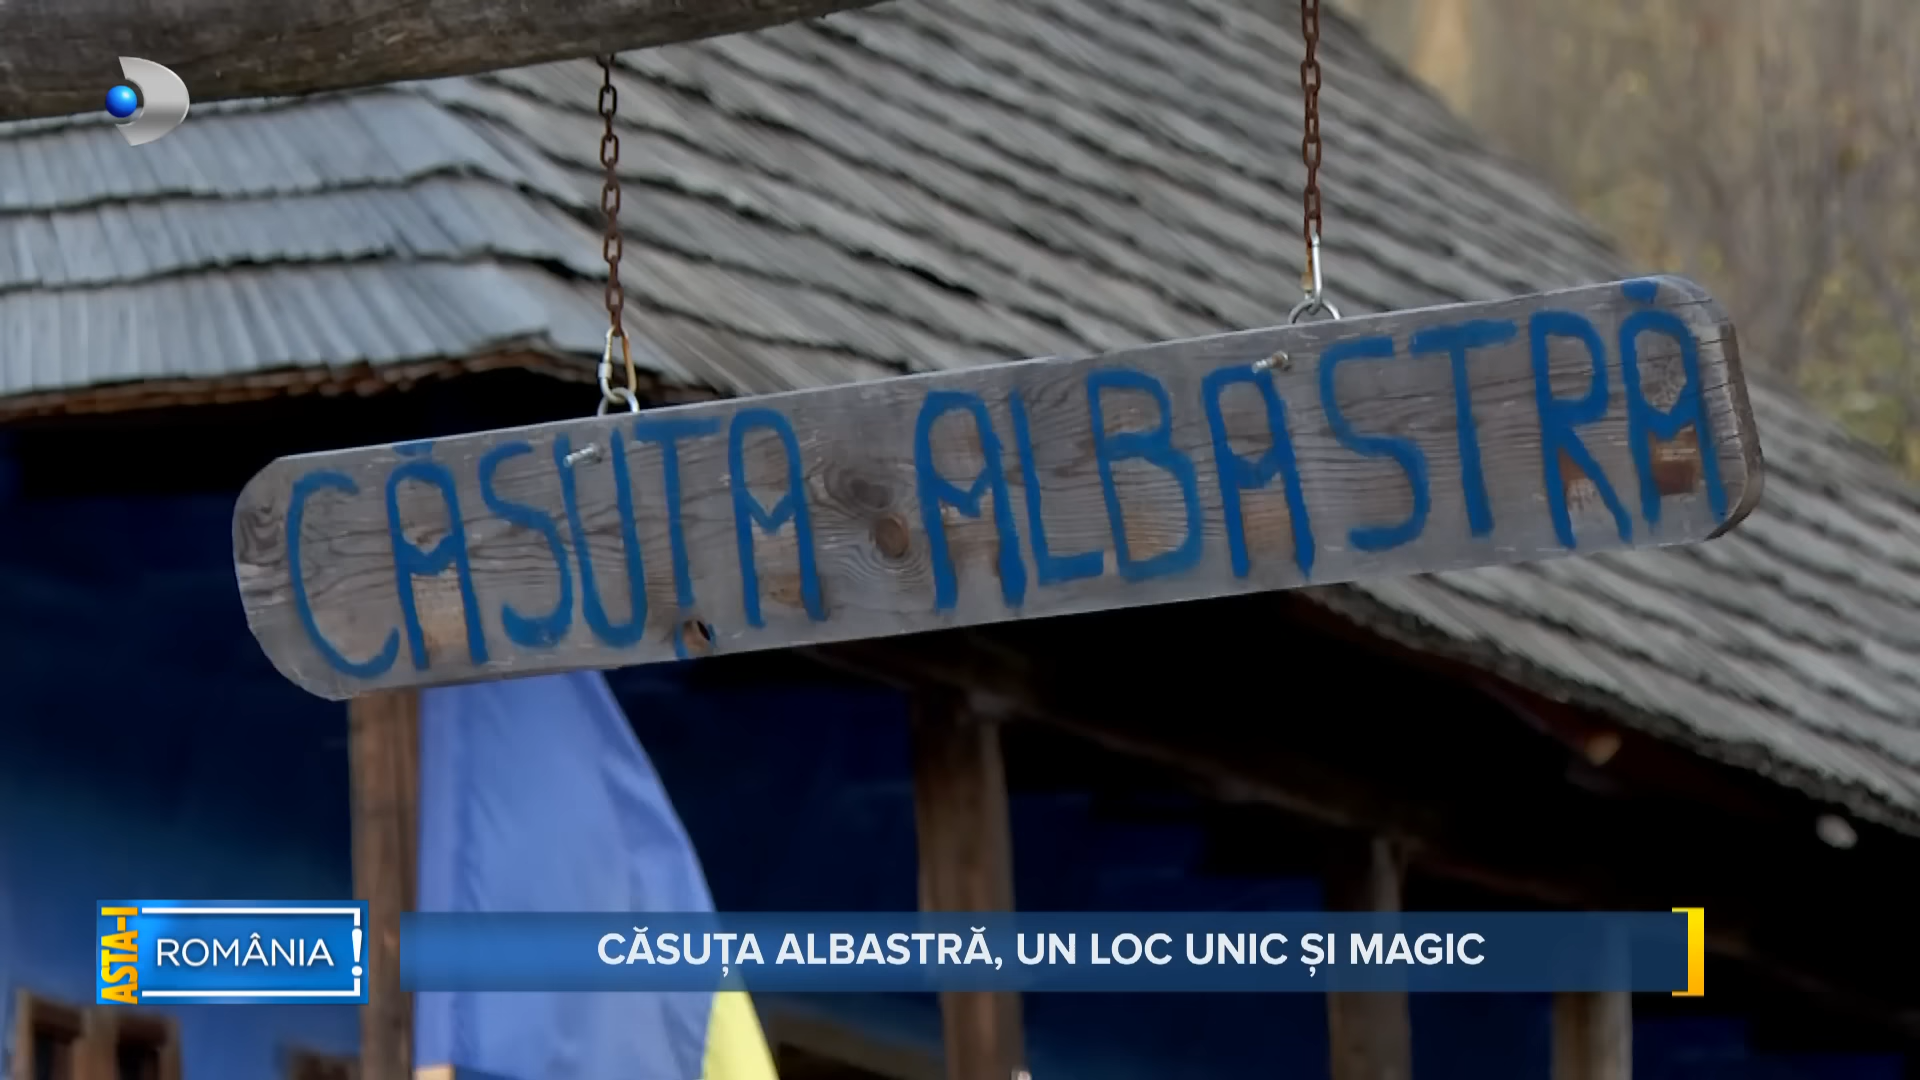 CĂSUȚA ALBASTRĂ
ASTA-I
ROMÂNIA!
CĂSUȚA ALBASTRĂ, UN LOC UNIC ȘI MAGIC